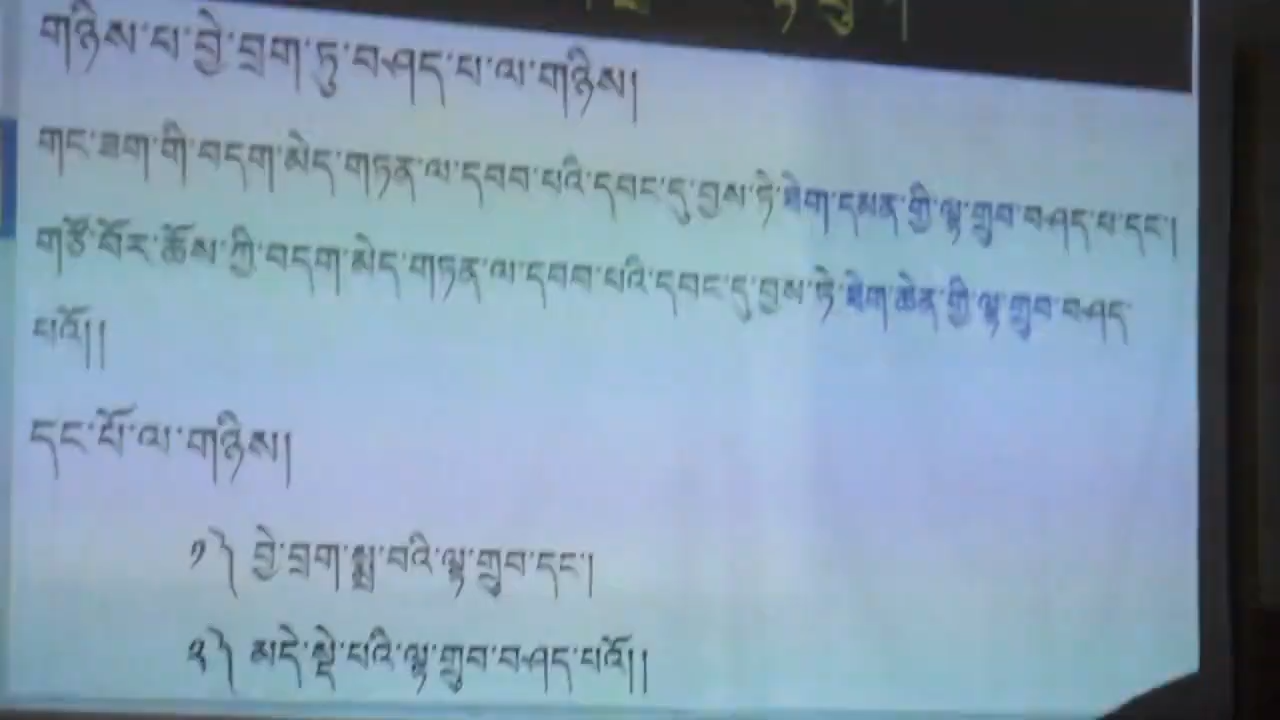 གཉིས་པ་བྱེ་བྲག་ཏུ་བཤད་པ་ལ་གཉིས།
གང་ཟག་གི་བདག་མེད་གཏན་ལ་དབབ་པའི་དབང་དུ་བྱས་ཏེ་ཐེག་དམན་གྱི་ལྟ་གྲུབ་བཤད་པ་དང་།
གཙོ་བོར་ཆོས་ཀྱི་བདག་མེད་གཏན་ལ་དབབ་པའི་དབང་དུ་བྱས་ཏེ་ཐེག་ཆེན་གྱི་ལྟ་གྲུབ་བཤད་
པའོ།།
དང་པོ་ལ་གཉིས།
༡༽ བྱེ་བྲག་སྨྲ་བའི་ལྟ་གྲུབ་དང་།
༢༽ མདོ་སྡེ་པའི་ལྟ་གྲུབ་བཤད་པའོ།།